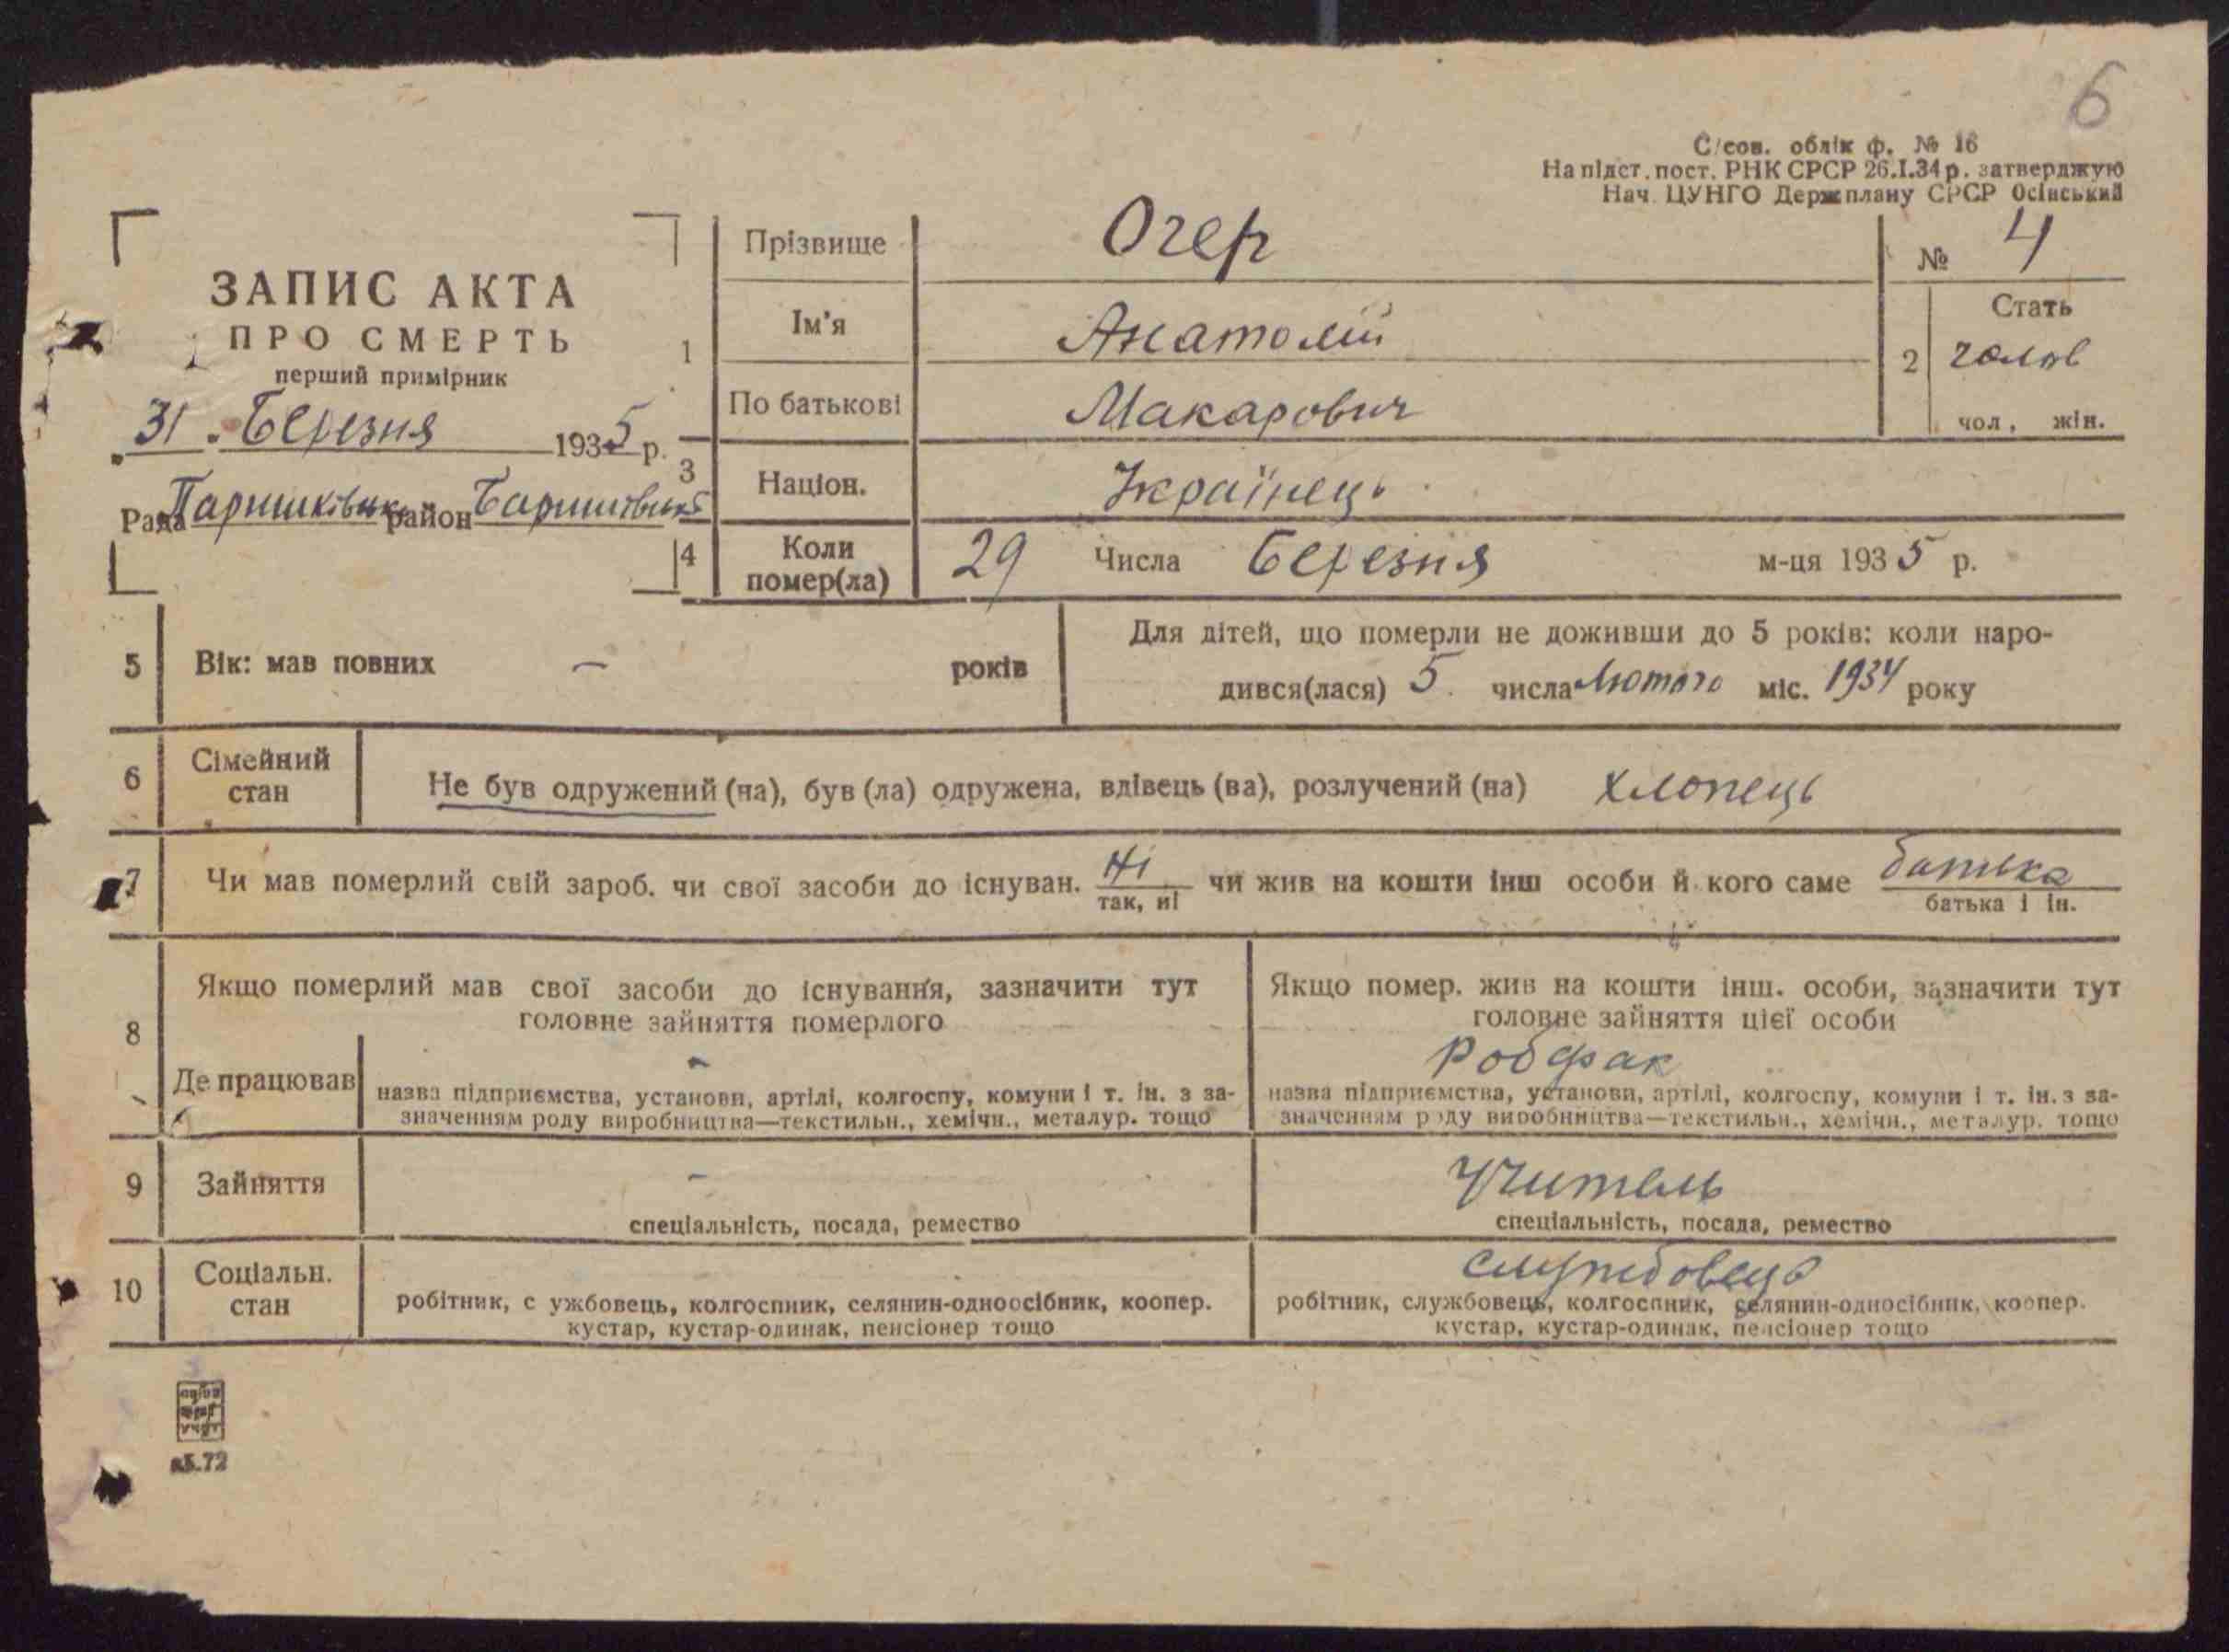 6
С/сов. облік ф. № 16
На підст. пост. РНК СРСР 26.I.34 р. затверджую
Нач. ЦУНГО Держплану СРСР Осінський
ЗАПИС АКТА
ПРО СМЕРТЬ
перший примірник
31 Березня 1935 р.
Рада Паришківська район Баришівський
1
Прізвище Огер
№ 4
Ім'я Анатолій
По батькові Макарович
2 Стать
голов
чол., жін.
3 Націон. Українець
4 Коли помер(ла) 29 Числа Березня м-ця 1935 р.
5 Вік: мав повних — років
Для дітей, що померли не доживши до 5 років: коли наро-
дився(лася) 5 числа Лютого міс. 1934 року
6 Сімейний стан
Не був одружений (на), був (ла) одружена, вдівець (ва), розлучений (на) хлопець
7 Чи мав померлий свій зароб. чи свої засоби до існуван. Ні чи жив на кошти інш особи й кого саме батька
так, ні
батька і ін.
8 Якщо померлий мав свої засоби до існування, зазначити тут
головне зайняття померлого
Якщо помер. жив на кошти інш. особи, зазначити тут
головне зайняття цієї особи
Де працював -
назва підприємства, установи, артілі, колгоспу, комуни і т. ін. з за-
значенням роду виробництва—текстильн., хемічн., металур. тощо
Робфак
назва підприємства, установи, артілі, колгоспу, комуни і т. ін. з за-
значенням роду виробництва—текстильн., хемічн., металур. тощо
9 Зайняття -
спеціальність, посада, ремество
Учитель
спеціальність, посада, ремество
10 Соціальн. стан
робітник, с ужбовець, колгоспник, селянин-одноосібник, коопер.
кустар, кустар-одинак, пенсіонер тощо
службовець
робітник, службовець, колгоспник, селянин-односібник, коопер.
кустар, кустар-одинак, пенсіонер тощо